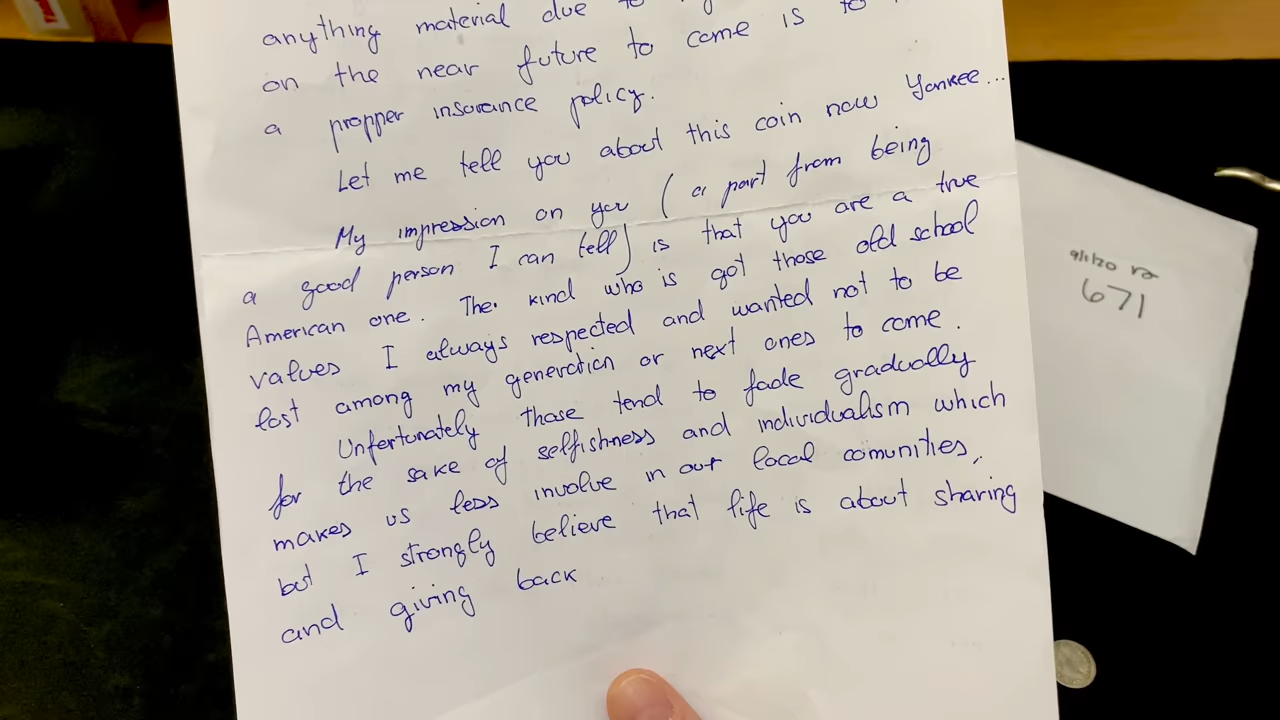 anything material due to
on the near future to come is to
a propper insurance policy.
Let me tell you about this coin now Yankee...
My impression on you (a part from being
a good person I can tell) is that you are a true
American one. The kind who is got those old school
values I always respected and wanted not to be
lost among my generation or next ones to come.
Unfortunately those tend to fade gradually
for the sake of selfishness and individualism which
makes us less involve in our local comunities,
but I strongly believe that life is about sharing
and giving back
9/1/20
671